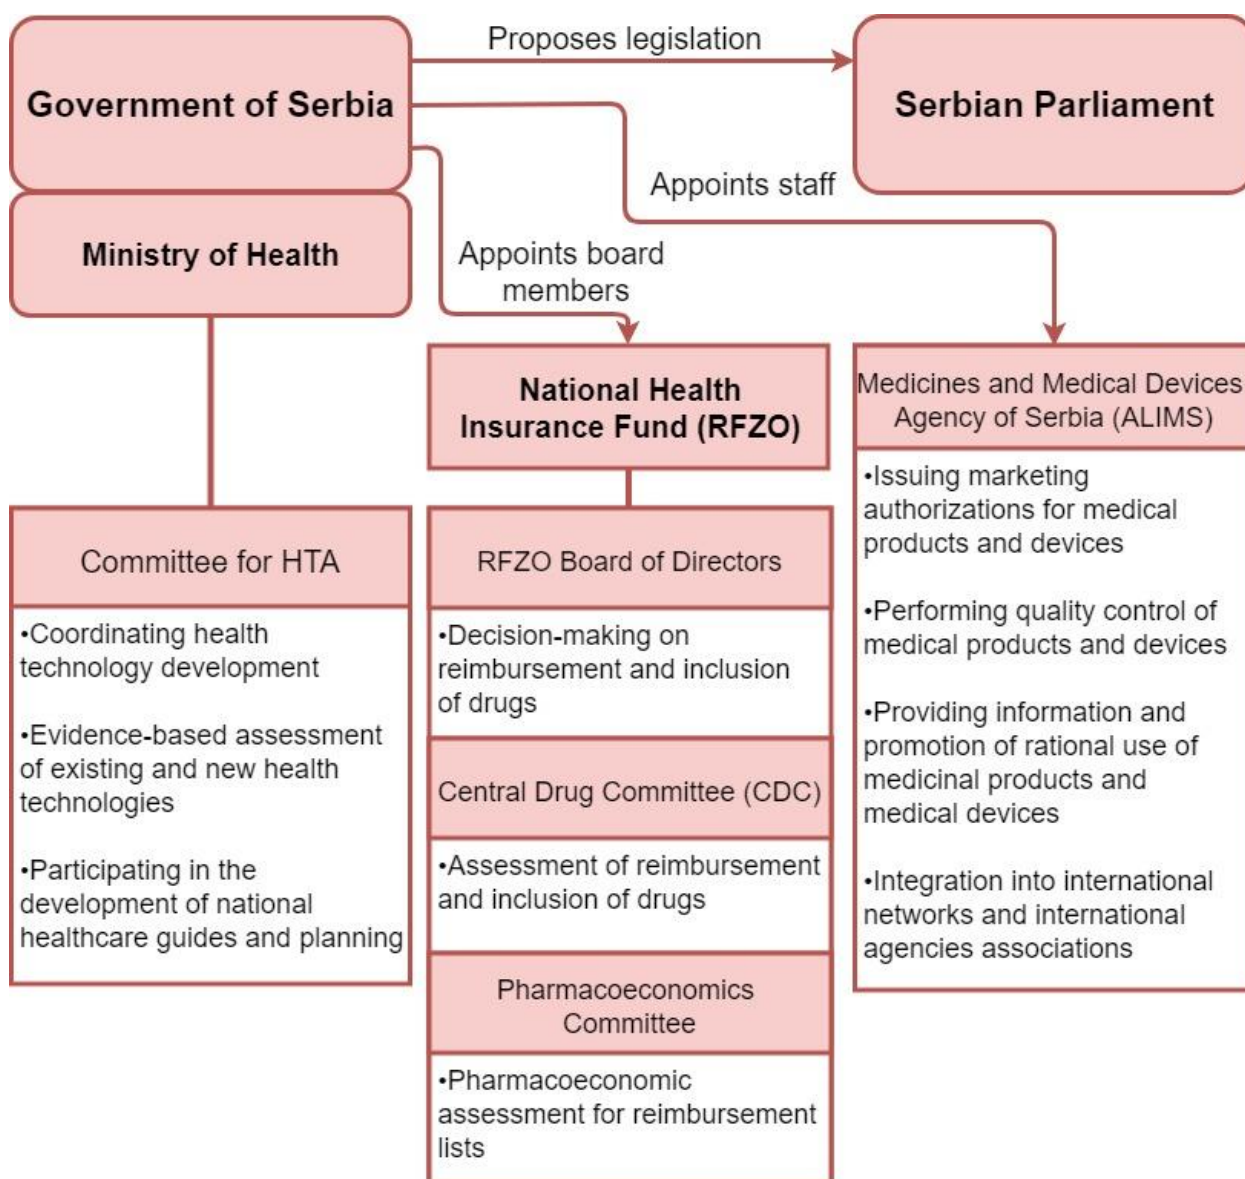 Proposes legislation
Government of Serbia
Serbian Parliament
Appoints staff
Ministry of Health
Appoints board
members
National Health
Insurance Fund (RFZO)
Medicines and Medical Devices
Agency of Serbia (ALIMS)
Committee for HTA
•Coordinating health
technology development
•Evidence-based assessment
of existing and new health
technologies
•Participating in the
development of national
healthcare guides and planning
RFZO Board of Directors
•Decision-making on
reimbursement and inclusion
of drugs
Central Drug Committee (CDC)
•Assessment of reimbursement
and inclusion of drugs
Pharmacoeconomics
Committee
•Pharmacoeconomic
assessment for reimbursement
lists
•Issuing marketing
authorizations for medical
products and devices
•Performing quality control of
medical products and devices
•Providing information and
promotion of rational use of
medicinal products and
medical devices
•Integration into international
networks and international
agencies associations